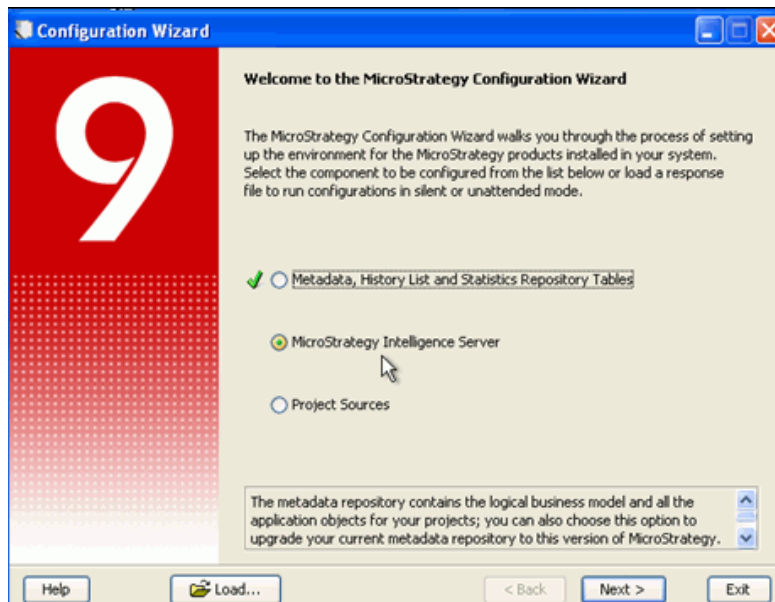 Configuration Wizard
9
Welcome to the MicroStrategy Configuration Wizard
The MicroStrategy Configuration Wizard walks you through the process of setting
up the environment for the MicroStrategy products installed in your system.
Select the component to be configured from the list below or load a response
file to run configurations in silent or unattended mode.
Metadata, History List and Statistics Repository Tables
MicroStrategy Intelligence Server
Project Sources
The metadata repository contains the logical business model and all the
application objects for your projects; you can also choose this option to
upgrade your current metadata repository to this version of MicroStrategy.
Help
Load...
< Back
Next >
Exit